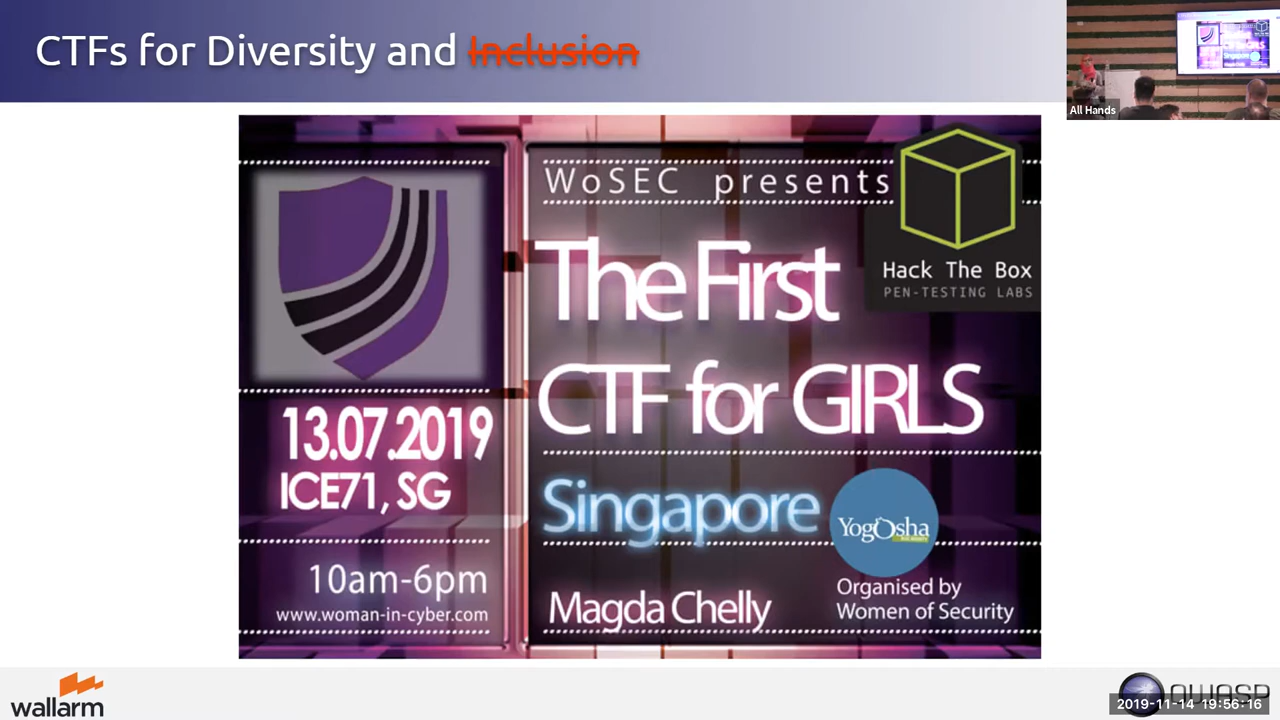 CTFs for Diversity and Inclusion
All Hands
WoSEC presents
Hack The Box
PEN-TESTING LABS
The First
CTF for GIRLS
13.07.2019
ICE71, SG
Singapore
YogOsha
10am-6pm
www.woman-in-cyber.com
Magda Chelly
Organised by
Women of Security
wallarm
OWASP
2019-11-14 19:56:16